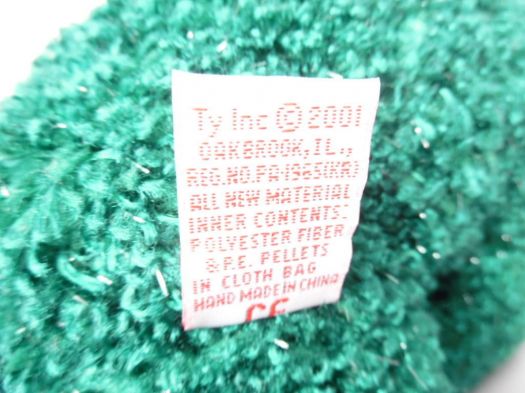 Ty Inc © 2001
OAKBROOK, IL.,
REG.NO.PA-1965(KR)
ALL NEW MATERIAL
INNER CONTENTS:
POLYESTER FIBER
& P.E. PELLETS
IN CLOTH BAG
HAND MADE IN CHINA
CE